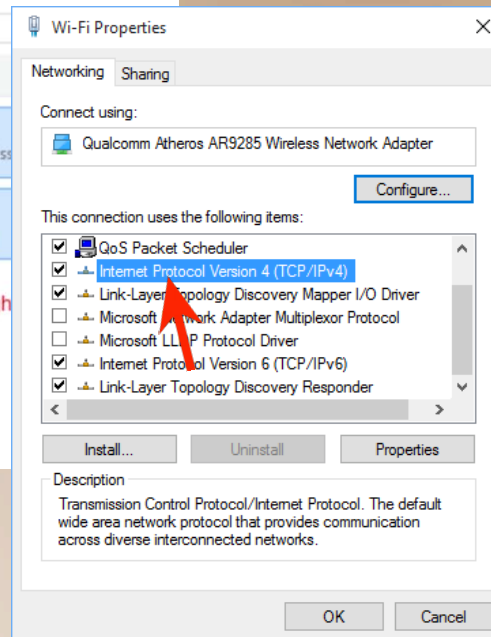 Wi-Fi Properties
Networking
Sharing
Connect using:
Qualcomm Atheros AR9285 Wireless Network Adapter
Configure...
This connection uses the following items:
QoS Packet Scheduler
Internet Protocol Version 4 (TCP/IPv4)
Link-Layer Topology Discovery Mapper I/O Driver
Microsoft Adapter Multiplexor Protocol
Microsoft Protocol Driver
Internet Protocol Version 6 (TCP/IPv6)
Link-Layer Topology Discovery Responder
Install...
Uninstall
Properties
Description
Transmission Control Protocol/Internet Protocol. The default
wide area network protocol that provides communication
across diverse interconnected networks.
OK
Cancel